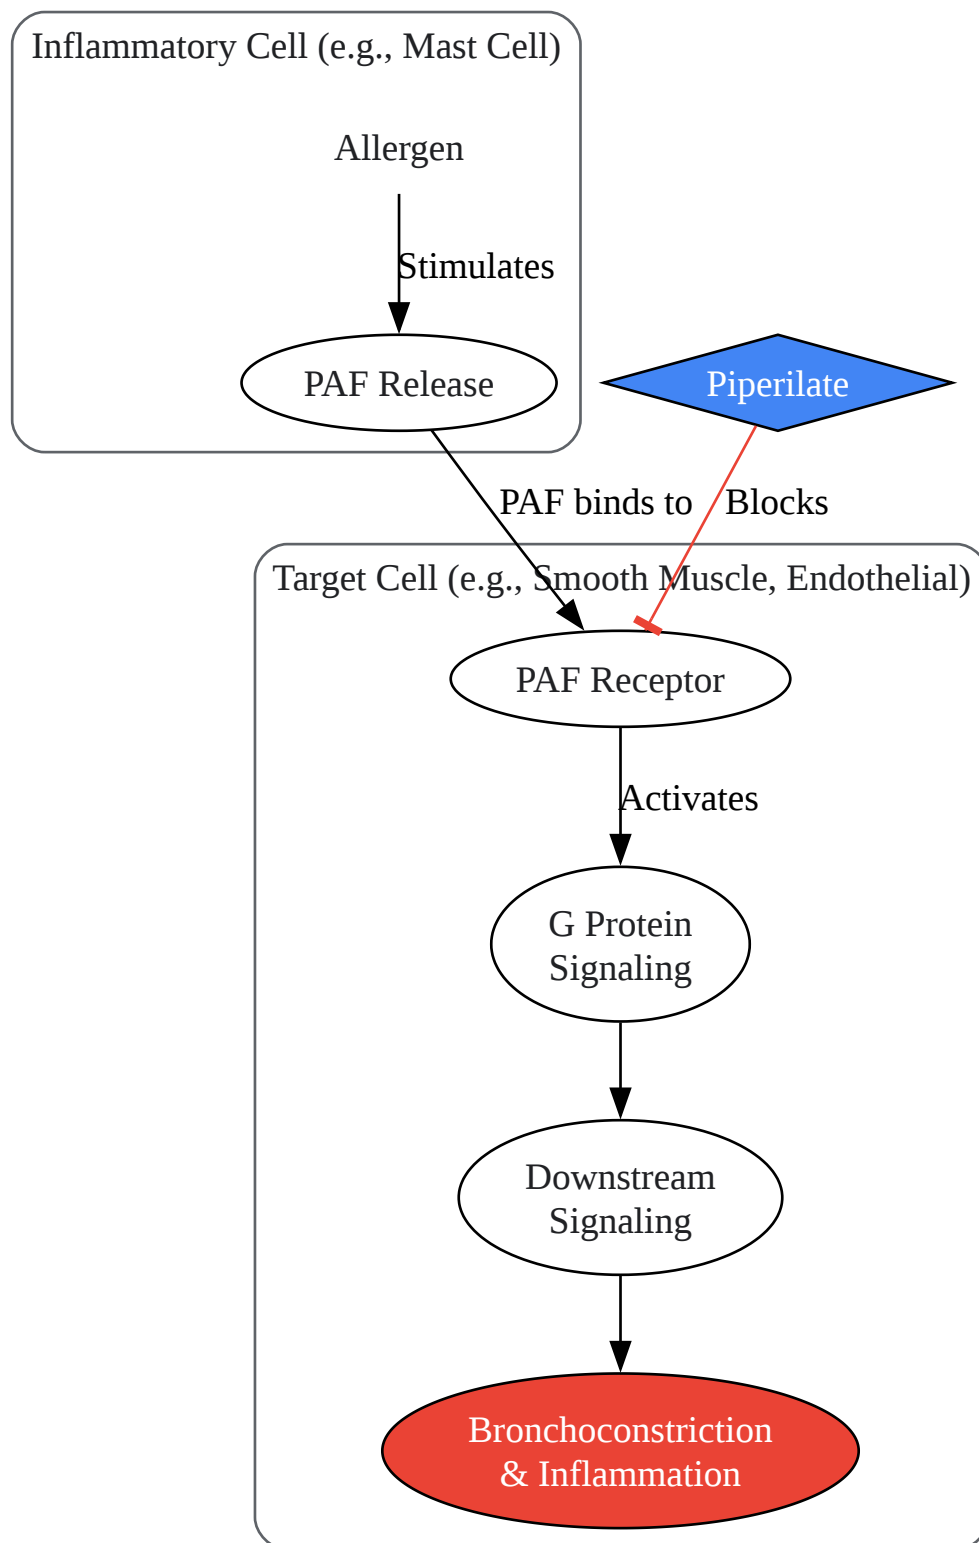 Inflammatory Cell (e.g., Mast Cell)
Allergen
Stimulates
PAF Release
Piperilate
PAF binds to
Blocks
Target Cell (e.g., Smooth Muscle, Endothelial)
PAF Receptor
Activates
G Protein
Signaling
Downstream
Signaling
Bronchoconstriction
& Inflammation